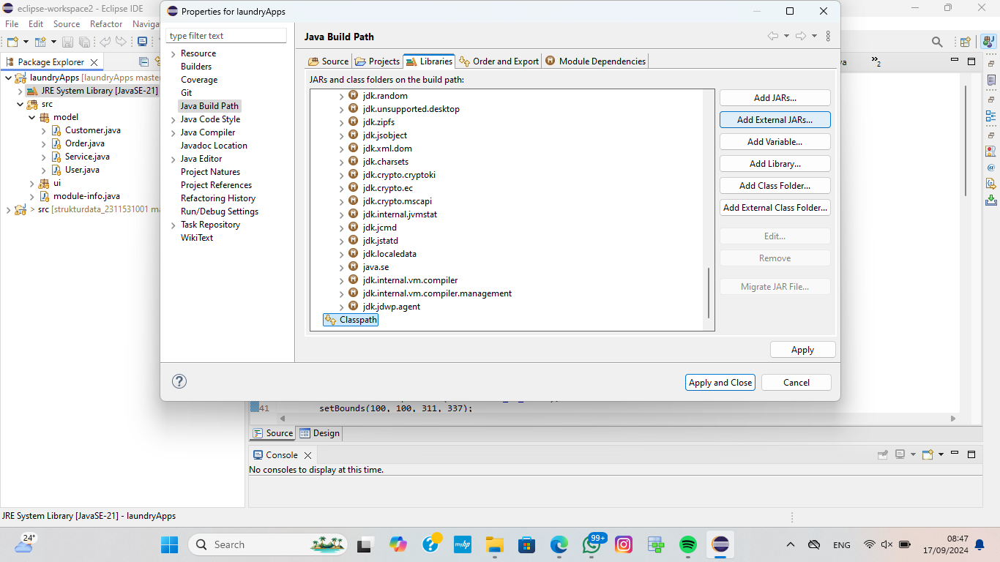 eclipse-workspace2 - Eclipse IDE
File Edit Source Refactor Naviga
Package Explorer
laundryApps [laundryApps master
JRE System Library [JavaSE-21]
src
model
Customer.java
Order.java
Service.java
User.java
ui
module-info.java
> src [strukturdata_2311531001 ma
Properties for laundryApps
type filter text
Resource
Builders
Coverage
Git
Java Build Path
Java Code Style
Java Compiler
Javadoc Location
Java Editor
Project Natures
Project References
Refactoring History
Run/Debug Settings
Task Repository
WikiText
Java Build Path
Source Projects Libraries Order and Export Module Dependencies
JARs and class folders on the build path:
jdk.random
jdk.unsupported.desktop
jdk.zipfs
jdk.jsobject
jdk.xml.dom
jdk.charsets
jdk.crypto.cryptoki
jdk.crypto.ec
jdk.crypto.mscapi
jdk.internal.jvmstat
jdk.jcmd
jdk.jstatd
jdk.localedata
java.se
jdk.internal.vm.compiler
jdk.internal.vm.compiler.management
jdk.jdwp.agent
Classpath
Add JARs...
Add External JARs...
Add Variable...
Add Library...
Add Class Folder...
Add External Class Folder...
Edit...
Remove
Migrate JAR File...
Apply
Apply and Close Cancel
va
2
41 setBounds(100, 100, 311, 337);
Source Design
Console
No consoles to display at this time.
JRE System Library [JavaSE-21] - laundryApps
24°
Search
myhp
99+
ENG
08:47
17/09/2024